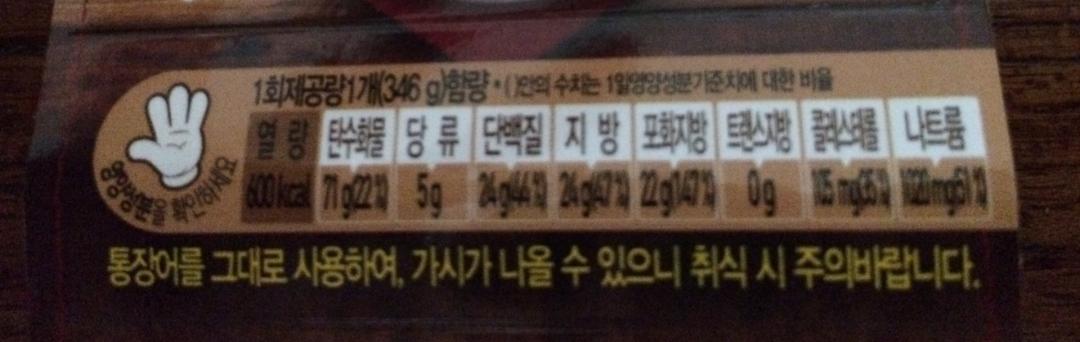 1회제공량1개(346 g)함량 • ( )안의 수치는 1일영양성분기준치에 대한 비율
열 량 탄수화물 당 류 단백질 지 방 포화지방 트랜스지방 콜레스테롤 나트륨
600 kcal 71 g(22%) 5 g 24 g(44%) 24 g(47%) 22 g(147%) 0 g 105 mg(35%) 1020 mg(51%)
영양성분을 확인하세요
통장어를 그대로 사용하여, 가시가 나올 수 있으니 취식 시 주의바랍니다.